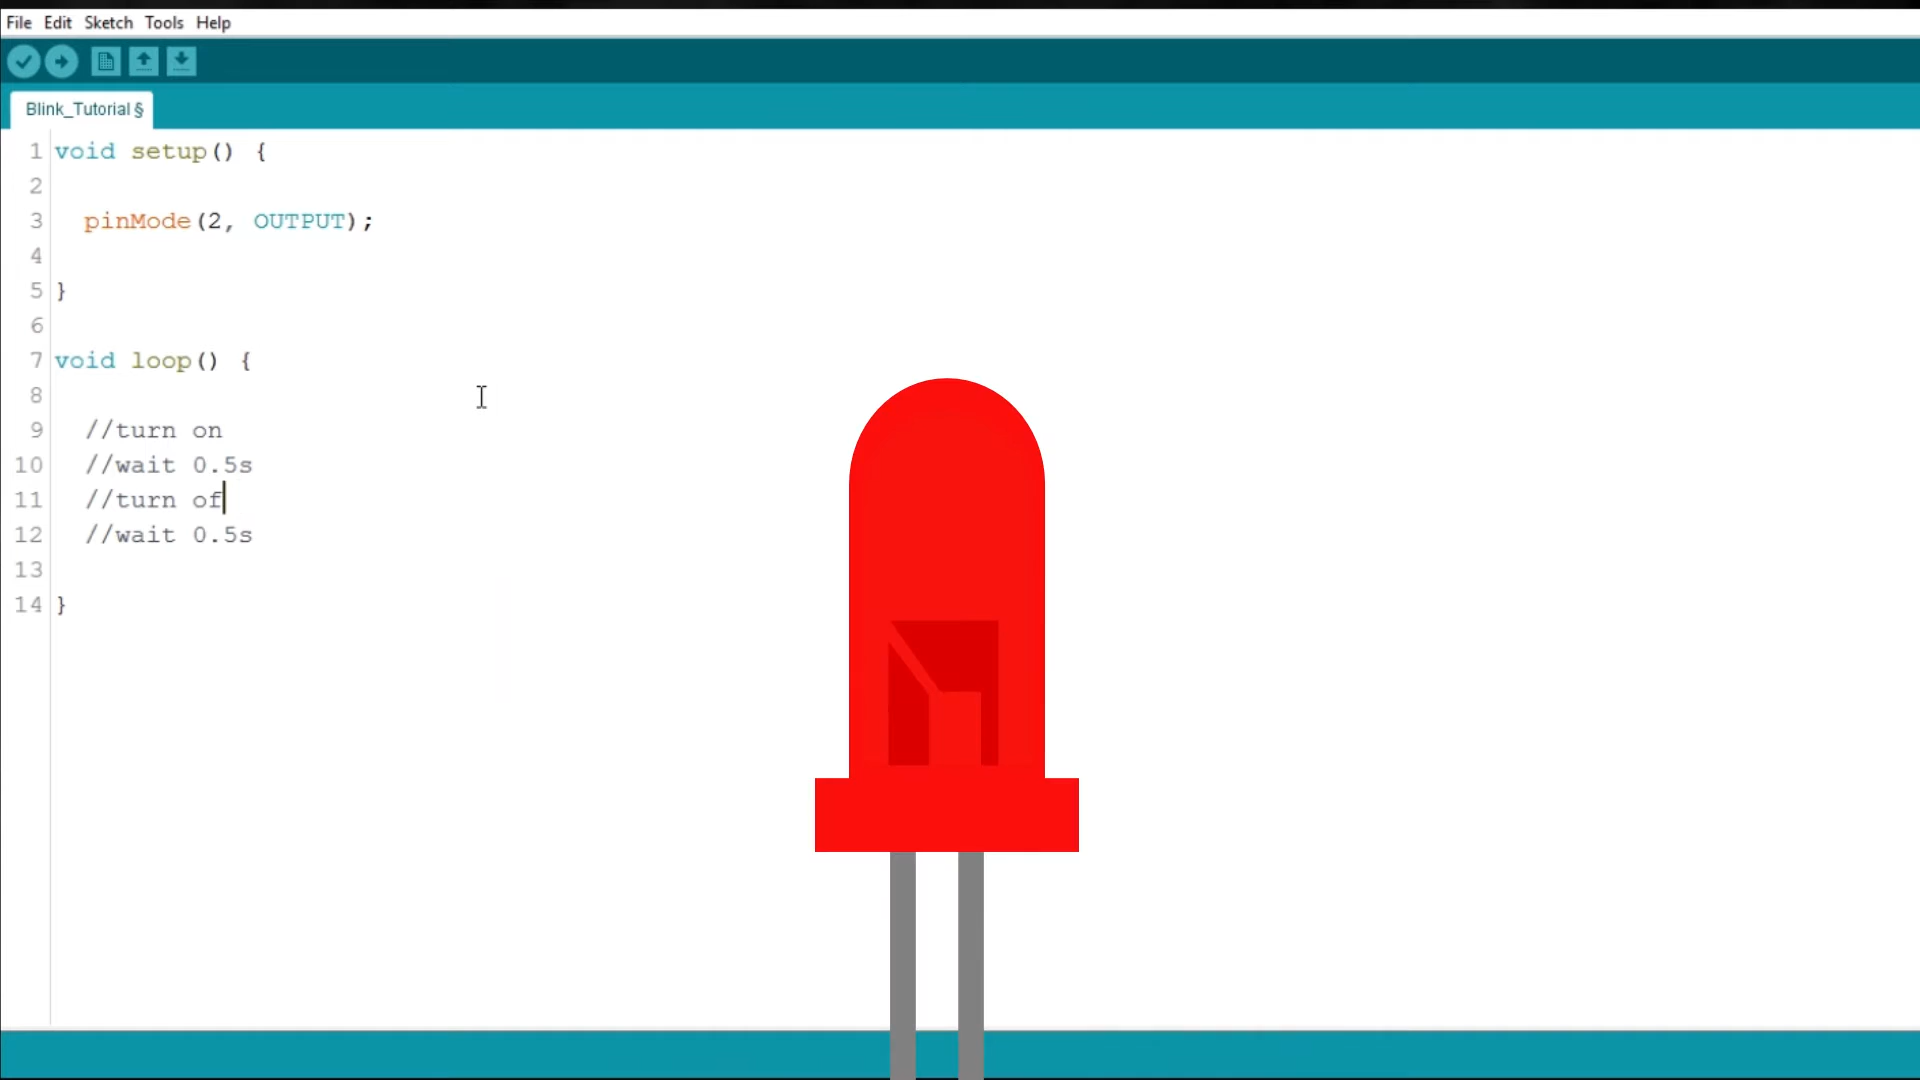 File Edit Sketch Tools Help
Blink_Tutorial §
1 void setup() {
2
3 pinMode(2, OUTPUT);
4
5 }
6
7 void loop() {
8
9 //turn on
10 //wait 0.5s
11 //turn of
12 //wait 0.5s
13
14 }